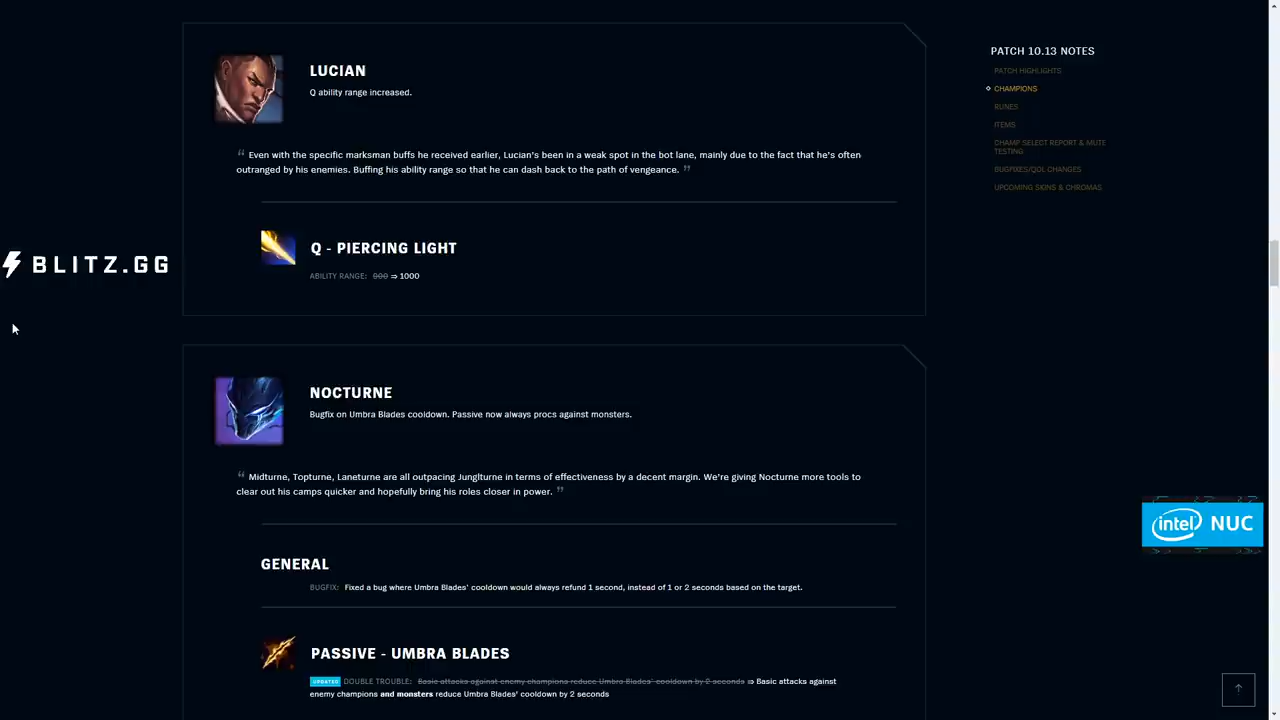 LUCIAN
Q ability range increased.
“ Even with the specific marksman buffs he received earlier, Lucian's been in a weak spot in the bot lane, mainly due to the fact that he's often
outranged by his enemies. Buffing his ability range so that he can dash back to the path of vengeance. ”
Q - PIERCING LIGHT
ABILITY RANGE: 900 ⇒ 1000
BLITZ.GG
NOCTURNE
Bugfix on Umbra Blades cooldown. Passive now always procs against monsters.
“ Midturne, Topturne, Laneturne are all outpacing Junglturne in terms of effectiveness by a decent margin. We're giving Nocturne more tools to
clear out his camps quicker and hopefully bring his roles closer in power. ”
GENERAL
BUGFIX: Fixed a bug where Umbra Blades' cooldown would always refund 1 second, instead of 1 or 2 seconds based on the target.
PASSIVE - UMBRA BLADES
UPDATED DOUBLE TROUBLE: Basic attacks against enemy champions reduce Umbra Blades' cooldown by 2 seconds ⇒ Basic attacks against
enemy champions and monsters reduce Umbra Blades' cooldown by 2 seconds
PATCH 10.13 NOTES
PATCH HIGHLIGHTS
CHAMPIONS
RUNES
ITEMS
CHAMP SELECT REPORT & MUTE
TESTING
BUGFIXES/QOL CHANGES
UPCOMING SKINS & CHROMAS
intel NUC